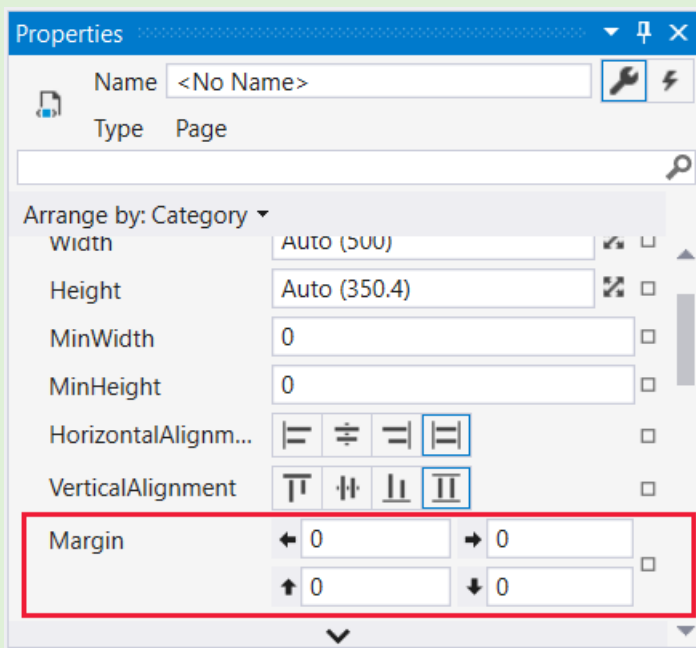 Properties
Name <No Name>
Type Page
Arrange by: Category
Width Auto (500)
Height Auto (350.4)
MinWidth 0
MinHeight 0
HorizontalAlignm...
VerticalAlignment
Margin 0 0
0 0